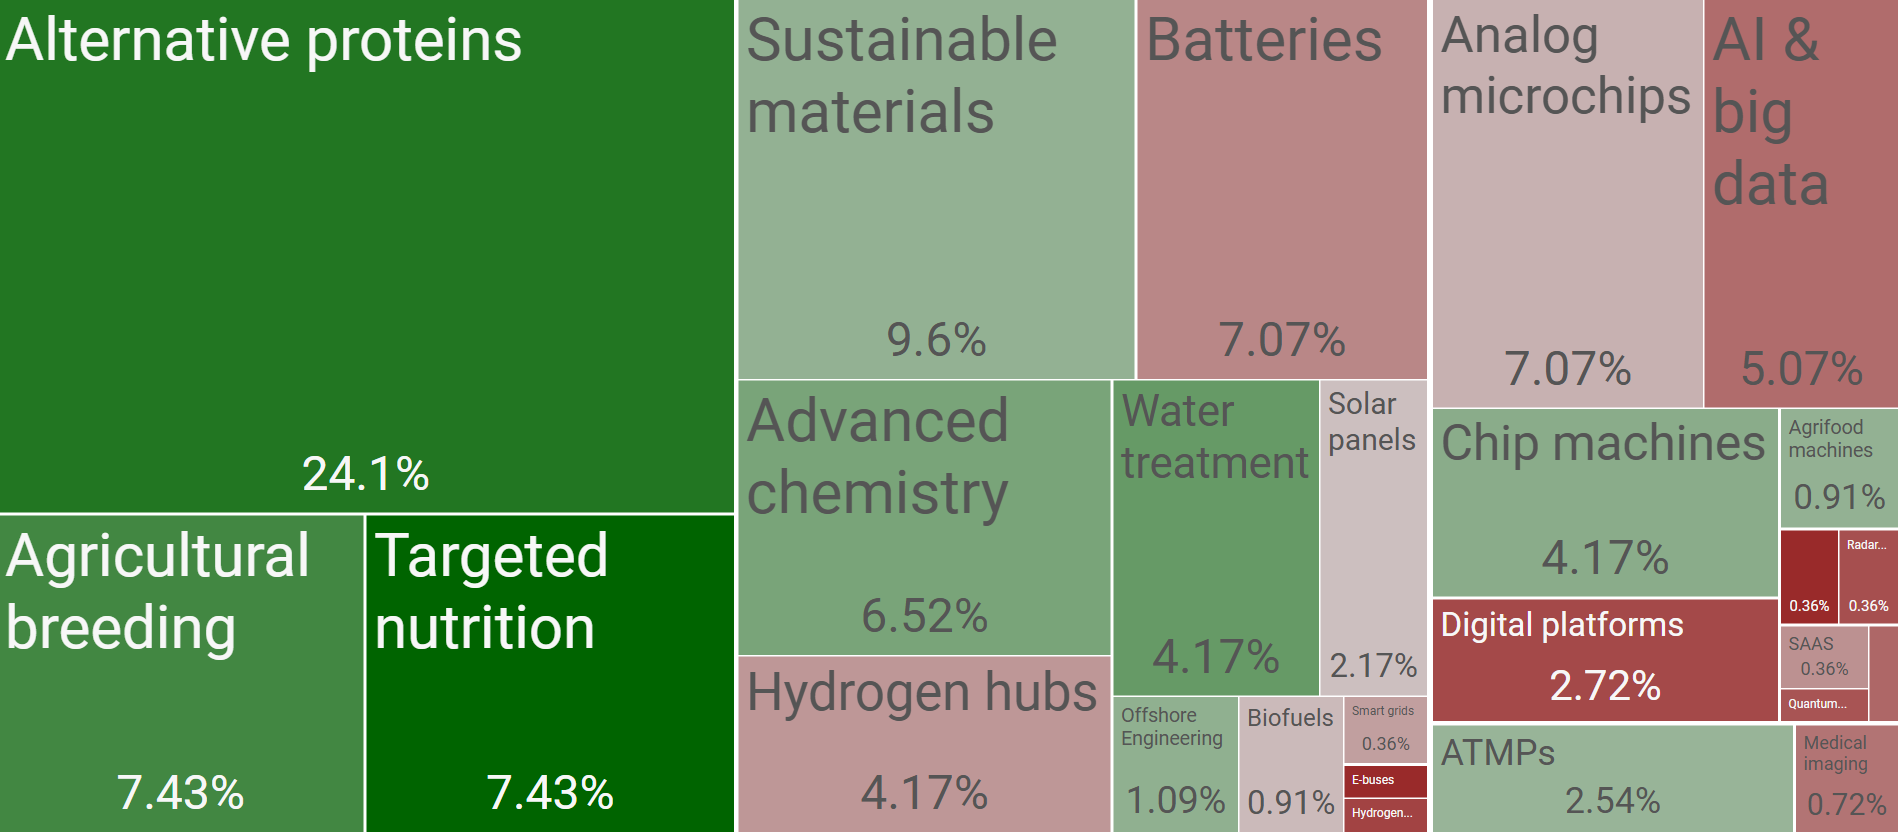 Alternative proteins
24.1%
Agricultural
breeding
7.43%
Targeted
nutrition
7.43%
Sustainable
materials
9.6%
Batteries
7.07%
Advanced
chemistry
6.52%
Hydrogen hubs
4.17%
Water
treatment
4.17%
Solar
panels
2.17%
Offshore
Engineering
1.09%
Biofuels
0.91%
Smart grids
0.36%
E-buses
Hydrogen...
Analog
microchips
7.07%
AI &
big
data
5.07%
Chip machines
4.17%
Agrifood
machines
0.91%
0.36%
Radar...
0.36%
Digital platforms
2.72%
SAAS
0.36%
Quantum...
ATMPs
2.54%
Medical
imaging
0.72%